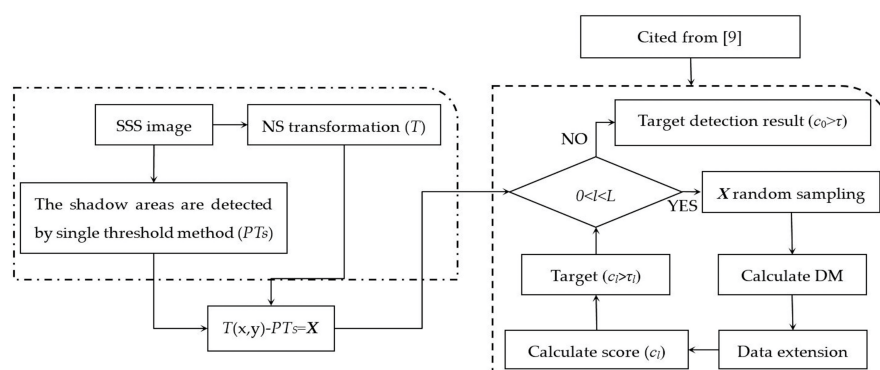 Cited from [9]
SSS image
NS transformation (T)
The shadow areas are detected
by single threshold method (PTs)
T(x,y)-PTs=X
0<l<L
NO
YES
Target detection result (c₀>τ)
X random sampling
Calculate DM
Data extension
Calculate score (cₗ)
Target (cₗ>τₗ)